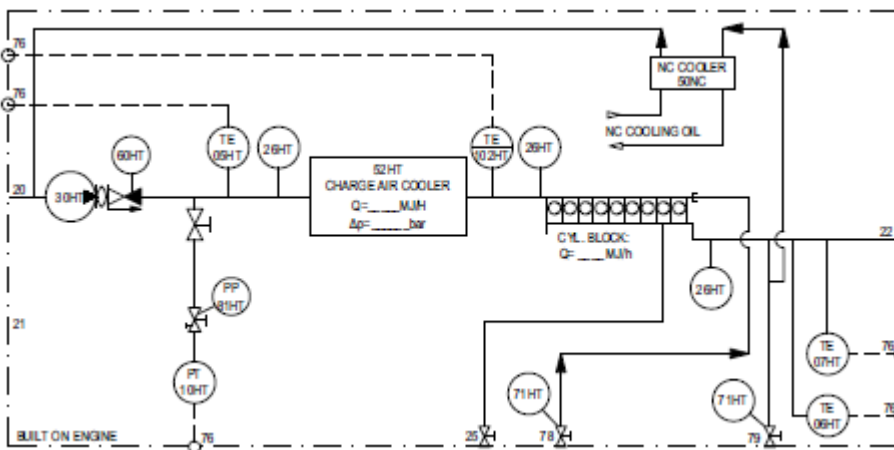 76
NC COOLER
50NC
76
NC COOLING OIL
TE
05HT
26HT
TE
102HT
26HT
60HT
52HT
CHARGE AIR COOLER
Q=____MJ/H
Δp=_____bar
20
30HT
CYL. BLOCK:
Q= ____MJ/h
22
PP
81HT
26HT
21
TE
07HT
76
PT
10HT
71HT
71HT
TE
06HT
76
BUILT ON ENGINE
76
25
78
79